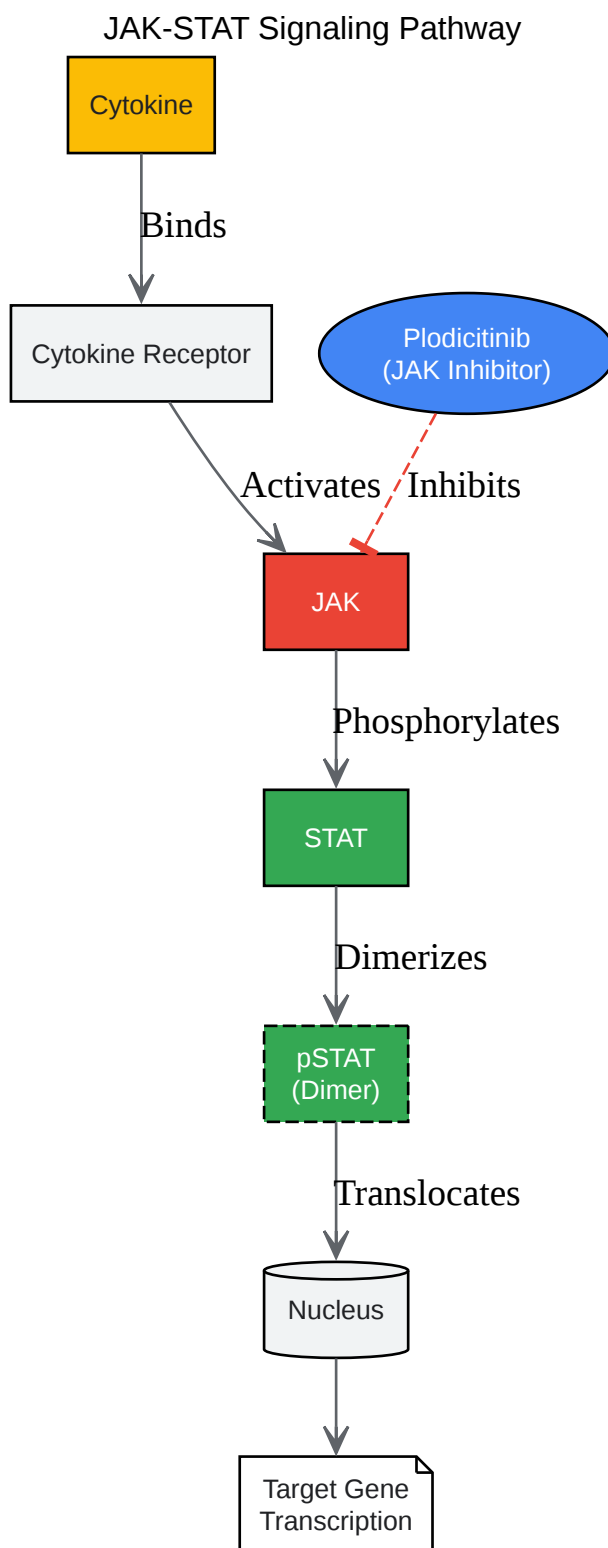 JAK-STAT Signaling Pathway
Cytokine
Binds
Cytokine Receptor
Plodicitinib
(JAK Inhibitor)
Activates
Inhibits
JAK
Phosphorylates
STAT
Dimerizes
pSTAT
(Dimer)
Translocates
Nucleus
Target Gene
Transcription